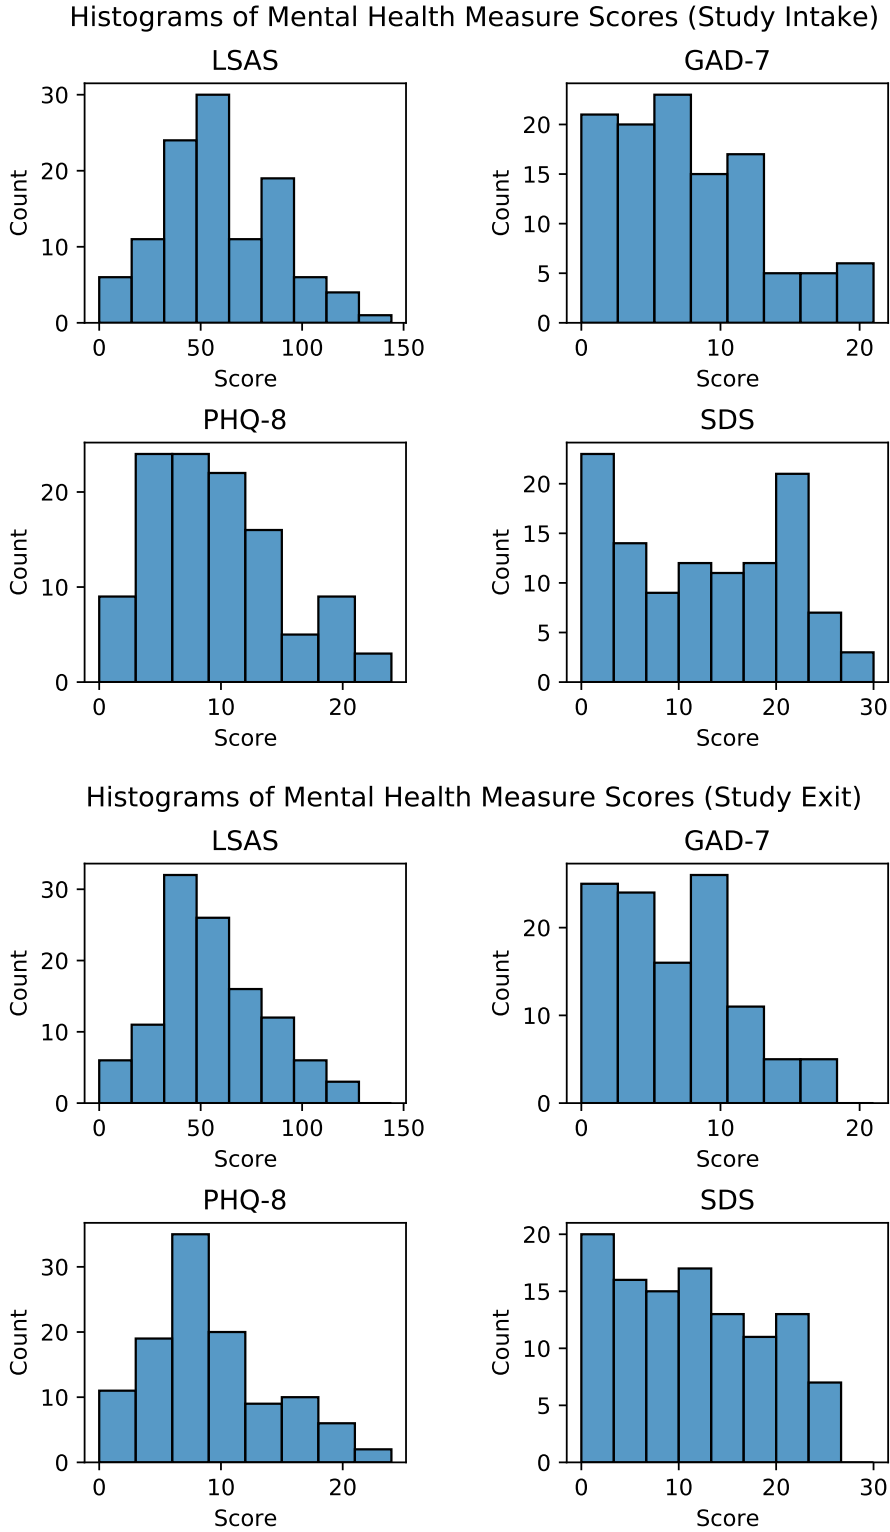 Histograms of Mental Health Measure Scores (Study Intake)
LSAS
30
20
10
0
Count
0 50 100 150
Score
GAD-7
20
15
10
5
0
Count
0 10 20
Score
PHQ-8
20
10
0
Count
0 10 20
Score
SDS
20
15
10
5
0
Count
0 10 20 30
Score
Histograms of Mental Health Measure Scores (Study Exit)
LSAS
30
20
10
0
Count
0 50 100 150
Score
GAD-7
20
10
0
Count
0 10 20
Score
PHQ-8
30
20
10
0
Count
0 10 20
Score
SDS
20
15
10
5
0
Count
0 10 20 30
Score